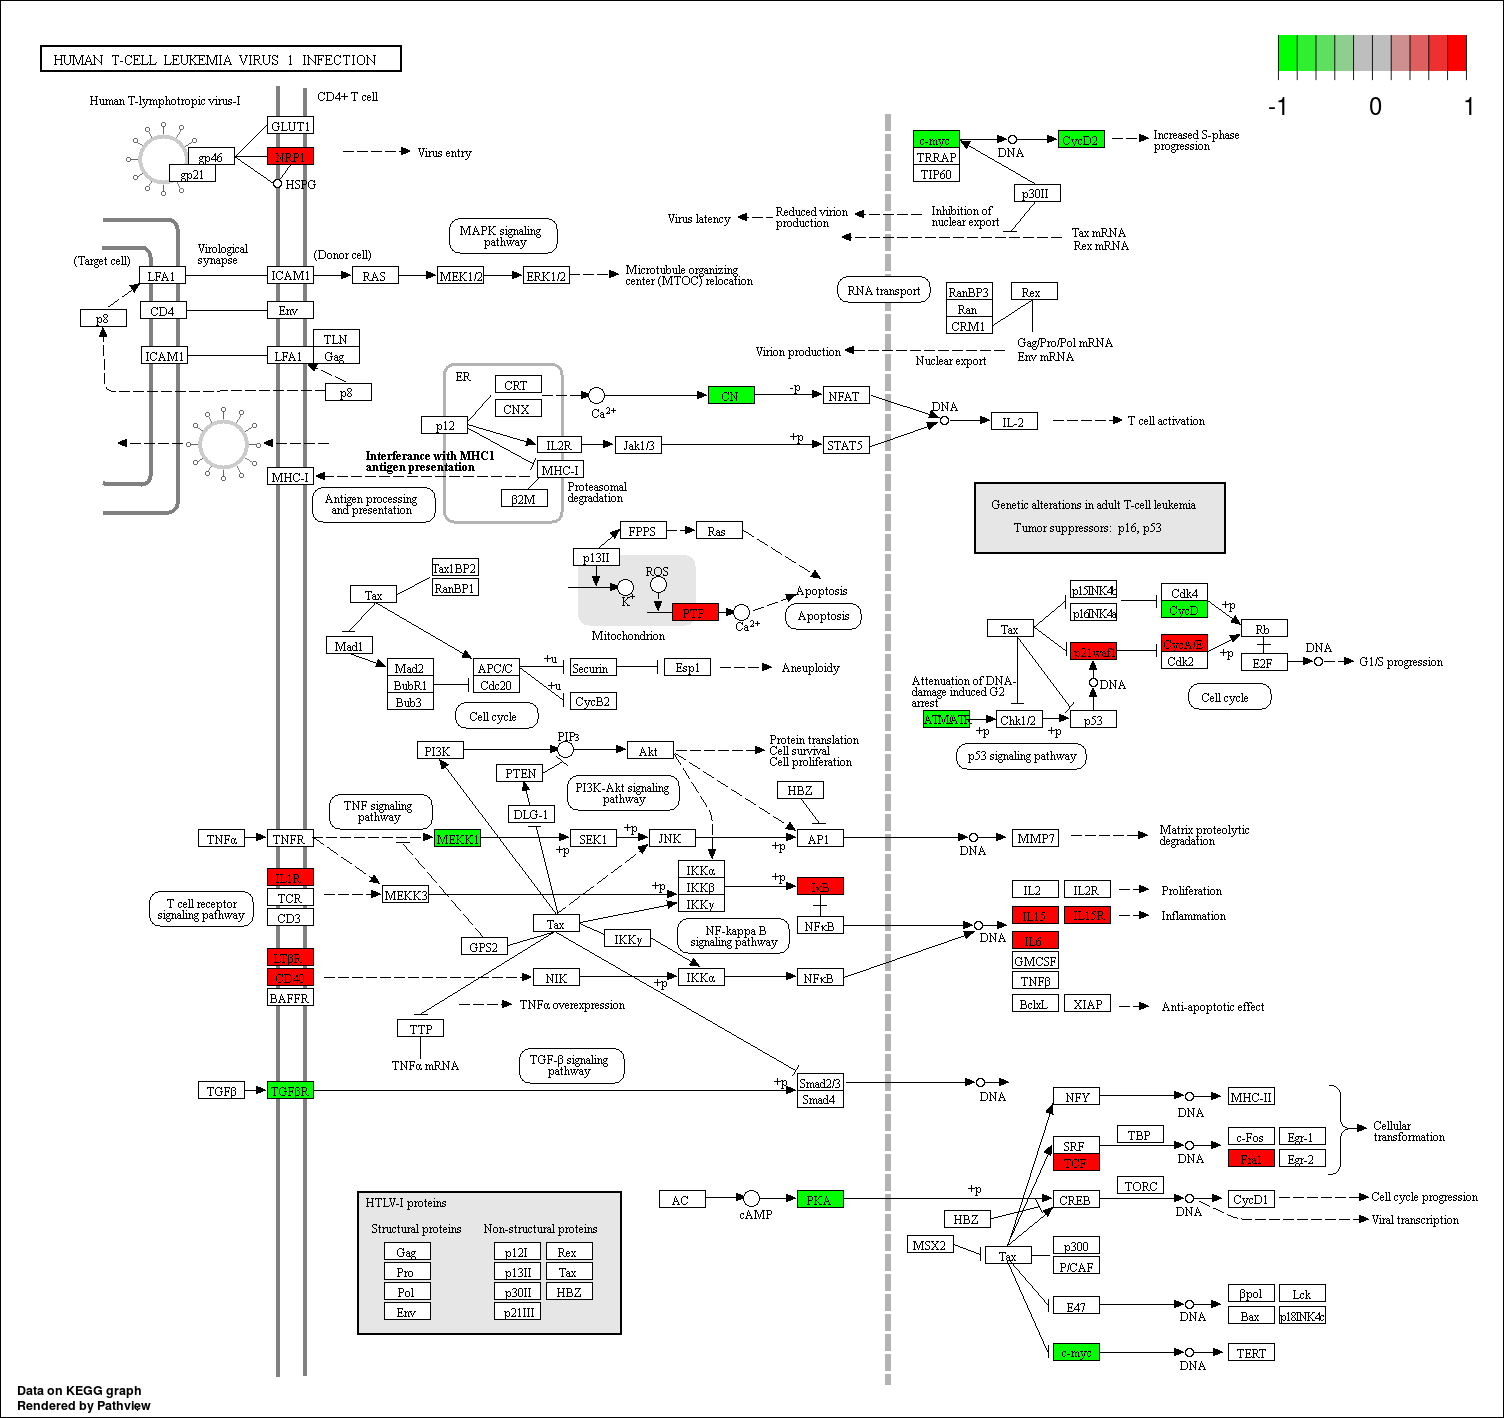 HUMAN T-CELL LEUKEMIA VIRUS 1 INFECTION
-1 0 1
Human T-lymphotropic virus-I
CD4+ T cell
GLUT1
gp46
NRP1
Virus entry
gp21
HSPG
c-myc
DNA
CycD2
Increased S-phase
progression
TRRAP
TIP60
p30II
Virus latency
Reduced virion
production
Inhibition of
nuclear export
Tax mRNA
Rex mRNA
MAPK signaling
pathway
(Target cell)
Virological
synapse
(Donor cell)
LFA1
ICAM1
RAS
MEK1/2
ERK1/2
Microtubule organizing
center (MTOC) relocation
RNA transport
RanBP3
Ran
CRM1
Rex
p8
CD4
Env
Gag/Pro/Pol mRNA
Env mRNA
Virion production
Nuclear export
ICAM1
LFA1
TLN
Gag
p8
ER
CRT
CNX
Ca2+
CN
-p
NFAT
p12
DNA
IL-2
T cell activation
IL2R
Jak1/3
+p
STAT5
Interferance with MHC1
antigen presentation
MHC-I
MHC-I
β2M
Proteasomal
degradation
Antigen processing
and presentation
Genetic alterations in adult T-cell leukemia
Tumor suppressors: p16, p53
FPPS
Ras
p13II
ROS
K+
PTP
Ca2+
Apoptosis
Apoptosis
Mitochondrion
Tax1BP2
RanBP1
Tax
Mad1
Mad2
BubR1
Bub3
APC/C
Cdc20
+u
+u
Securin
CycB2
Esp1
Aneuploidy
Cell cycle
p15INK4c
p16INK4a
Cdk4
CycD
+p
Tax
p21waf1
CycA/E
Cdk2
+p
Rb
E2F
DNA
G1/S progression
DNA
Attenuation of DNA-
damage induced G2
arrest
ATM/ATR
+p
Chk1/2
+p
p53
Cell cycle
p53 signaling pathway
PI3K
PIP3
Akt
Protein translation
Cell survival
Cell proliferation
PTEN
PI3K-Akt signaling
pathway
HBZ
TNF signaling
pathway
DLG-1
TNFα
TNFR
MEKK1
+p
SEK1
+p
JNK
+p
AP1
DNA
MMP7
Matrix proteolytic
degradation
IL1R
TCR
CD3
T cell receptor
signaling pathway
MEKK3
+p
IKKα
IKKβ
IKKγ
+p
IκB
NFκB
IL2
IL2R
Proliferation
IL15
IL15R
Inflammation
DNA
Tax
GPS2
IKKγ
NF-kappa B
signaling pathway
IL6
GMCSF
TNFβ
LTβR
CD40
BAFFR
NIK
+p
IKKα
NFκB
BclxL
XIAP
Anti-apoptotic effect
TNFα overexpression
TTP
TNFα mRNA
TGF-β signaling
pathway
TGFβ
TGFβR
+p
Smad2/3
Smad4
DNA
NFY
DNA
MHC-II
SRF
TCF
TBP
DNA
c-Fos
Egr-1
Fra1
Egr-2
Cellular
transformation
AC
cAMP
PKA
+p
CREB
TORC
DNA
CycD1
Cell cycle progression
Viral transcription
HBZ
MSX2
Tax
p300
P/CAF
E47
DNA
βpol
Lck
Bax
p18INK4c
c-myc
DNA
TERT
HTLV-I proteins
Structural proteins
Non-structural proteins
Gag
p12I
Rex
Pro
p13II
Tax
Pol
p30II
HBZ
Env
p21III
Data on KEGG graph
Rendered by Pathview